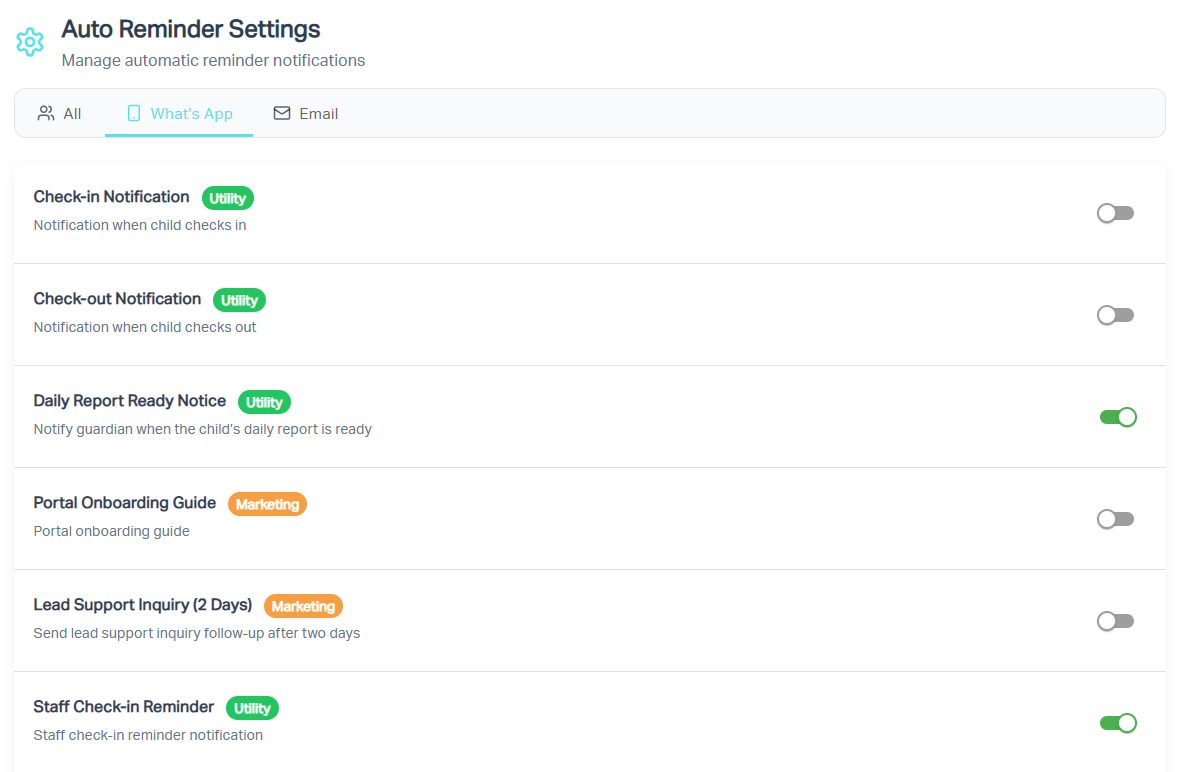 Auto Reminder Settings
Manage automatic reminder notifications
All What's App Email
Check-in Notification Utility
Notification when child checks in
Check-out Notification Utility
Notification when child checks out
Daily Report Ready Notice Utility
Notify guardian when the child's daily report is ready
Portal Onboarding Guide Marketing
Portal onboarding guide
Lead Support Inquiry (2 Days) Marketing
Send lead support inquiry follow-up after two days
Staff Check-in Reminder Utility
Staff check-in reminder notification